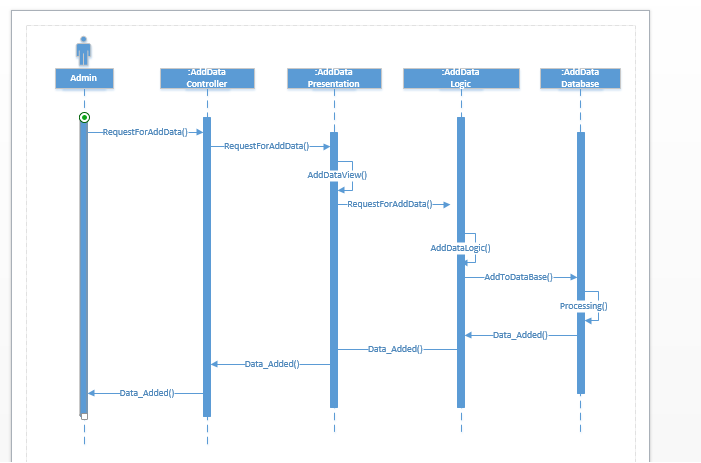 Admin
:AddData
Controller
:AddData
Presentation
:AddData
Logic
:AddData
Database
RequestForAddData()
RequestForAddData()
AddDataView()
RequestForAddData()
AddDataLogic()
AddToDataBase()
Processing()
Data_Added()
Data_Added()
Data_Added()
Data_Added()